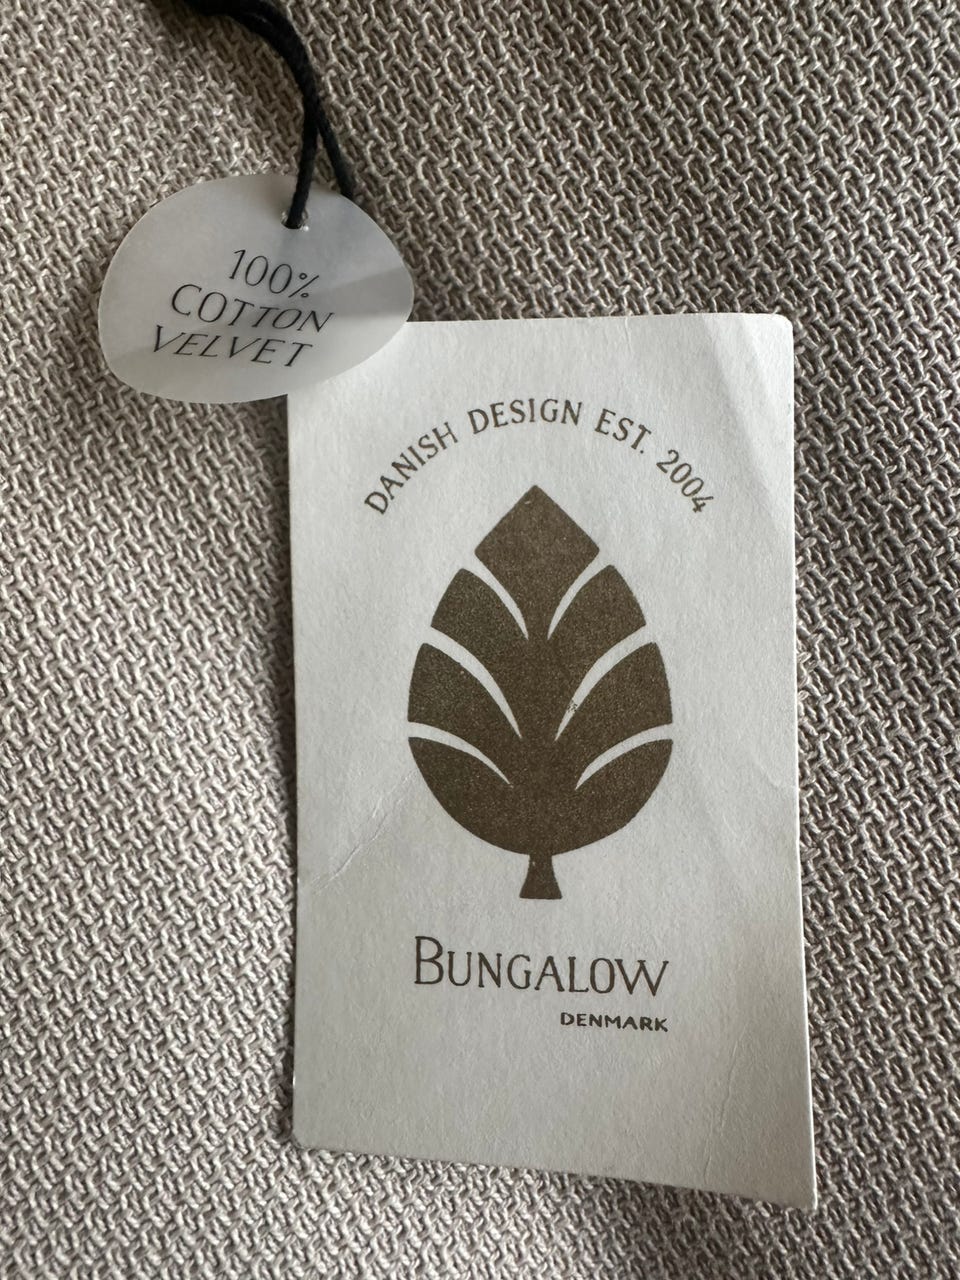 100%
COTTON
VELVET
DANISH DESIGN EST. 2004
BUNGALOW
DENMARK